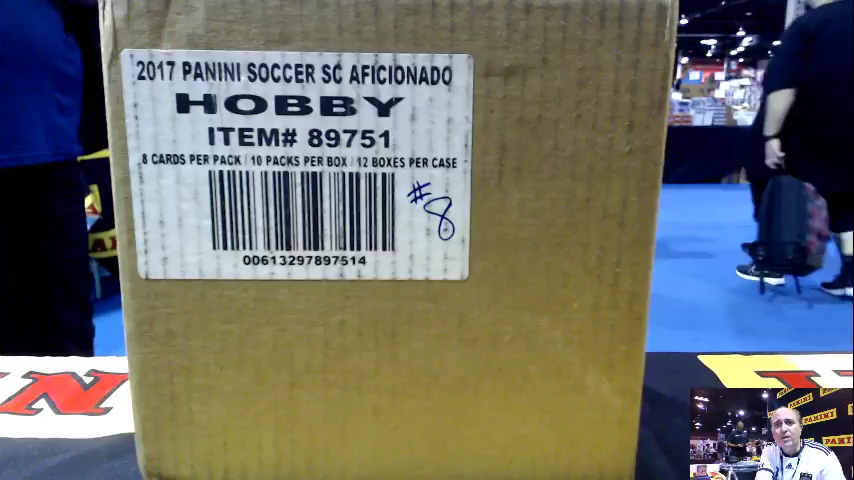 2017 PANINI SOCCER SC AFICIONADO
HOBBY
ITEM# 89751
8 CARDS PER PACK / 10 PACKS PER BOX / 12 BOXES PER CASE
#8
00613297897514
PANINI
PANINI
PANINI